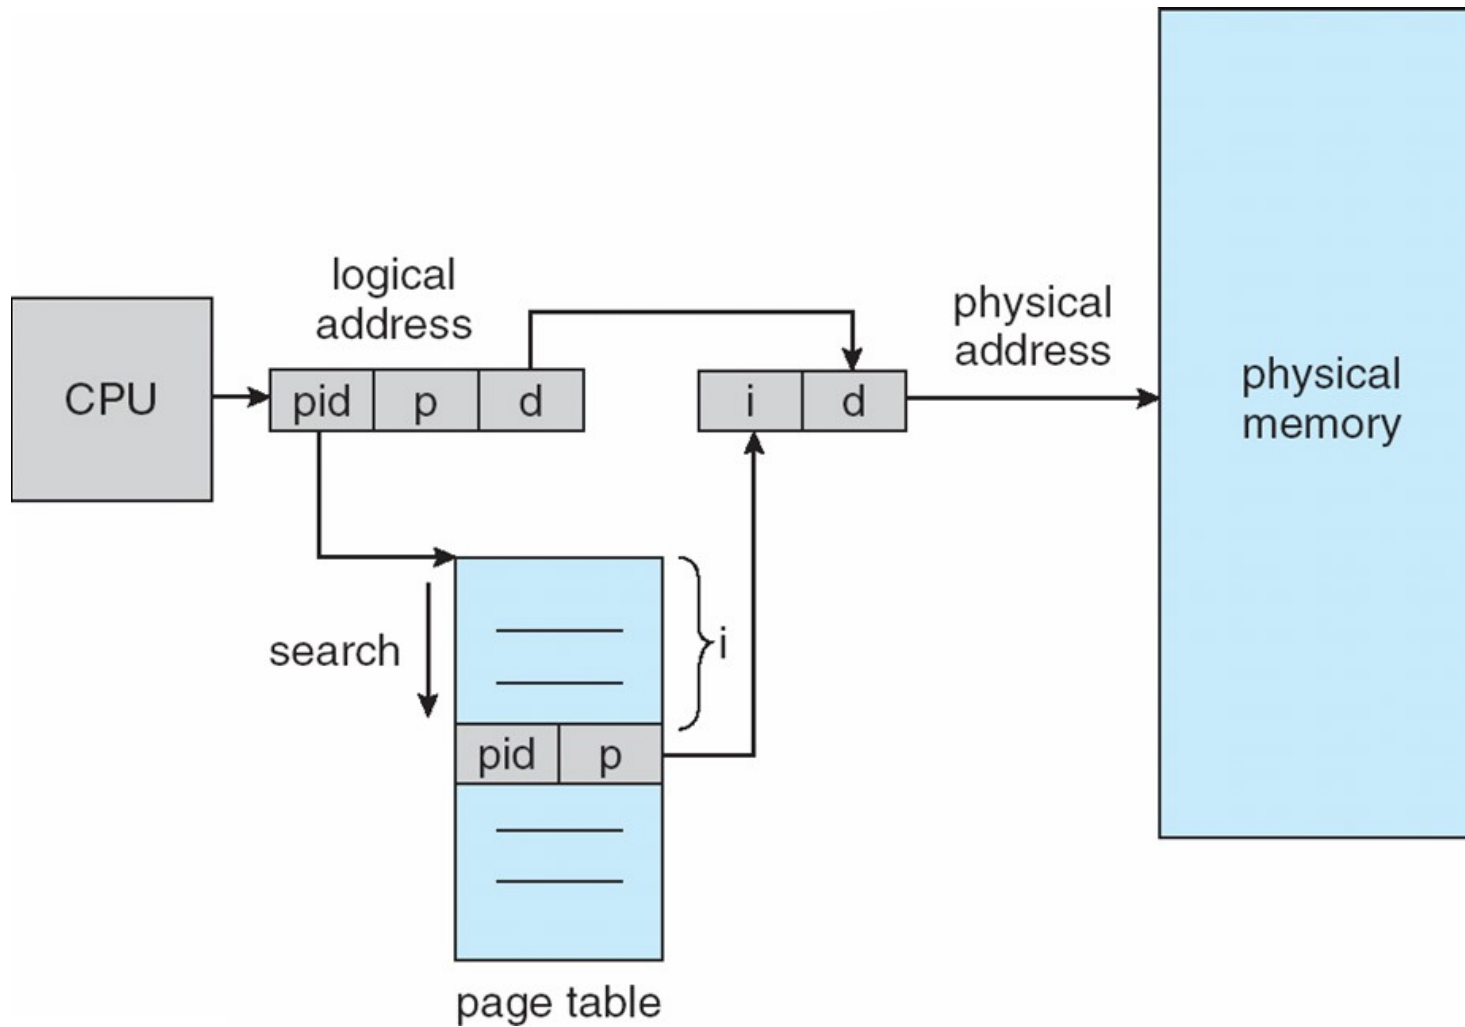 logical
address
physical
address
CPU
pid p d
i d
physical
memory
search
i
pid p
page table